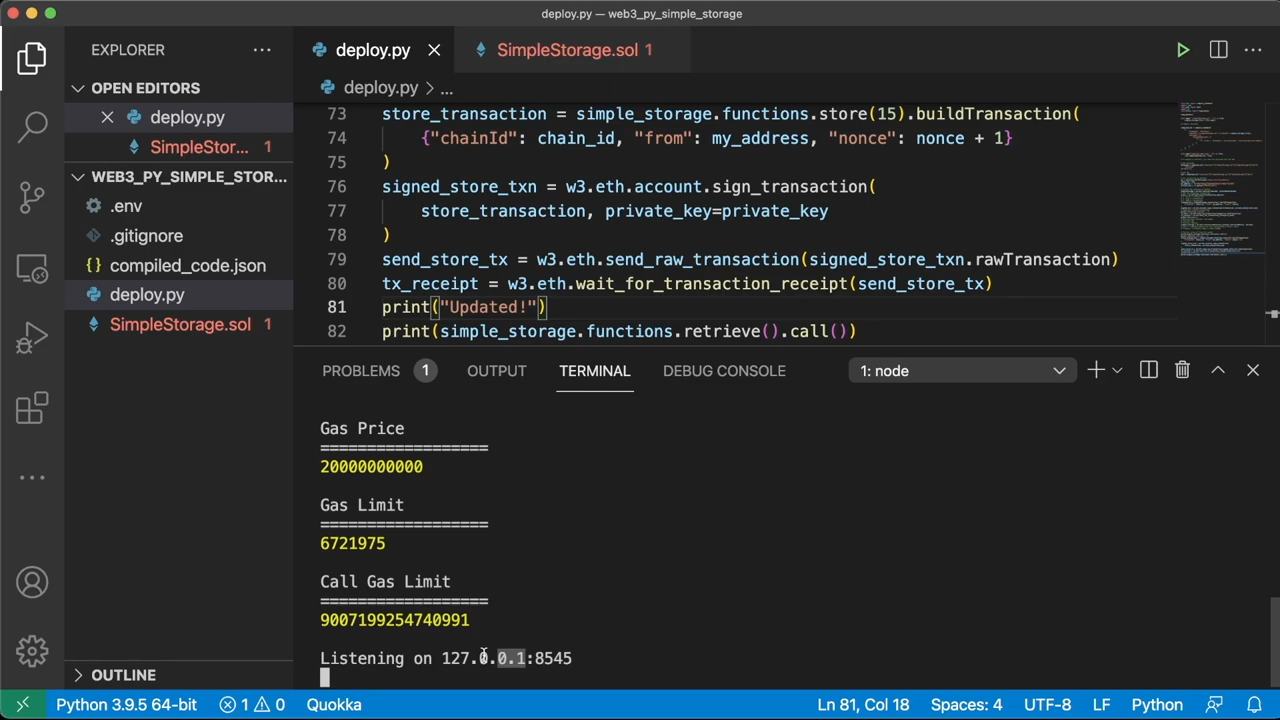 deploy.py — web3_py_simple_storage
EXPLORER
OPEN EDITORS
deploy.py
SimpleStor... 1
WEB3_PY_SIMPLE_STOR...
.env
.gitignore
{} compiled_code.json
deploy.py
SimpleStorage.sol 1
OUTLINE
deploy.py
SimpleStorage.sol 1
deploy.py > ...
73 store_transaction = simple_storage.functions.store(15).buildTransaction(
74 {"chainId": chain_id, "from": my_address, "nonce": nonce + 1}
75 )
76 signed_store_txn = w3.eth.account.sign_transaction(
77 store_transaction, private_key=private_key
78 )
79 send_store_tx = w3.eth.send_raw_transaction(signed_store_txn.rawTransaction)
80 tx_receipt = w3.eth.wait_for_transaction_receipt(send_store_tx)
81 print("Updated!")
82 print(simple_storage.functions.retrieve().call())
PROBLEMS 1 OUTPUT TERMINAL DEBUG CONSOLE 1: node
Gas Price
==================
20000000000
Gas Limit
==================
6721975
Call Gas Limit
==================
9007199254740991
Listening on 127.0.0.1:8545
Python 3.9.5 64-bit 1 0 Quokka Ln 81, Col 18 Spaces: 4 UTF-8 LF Python